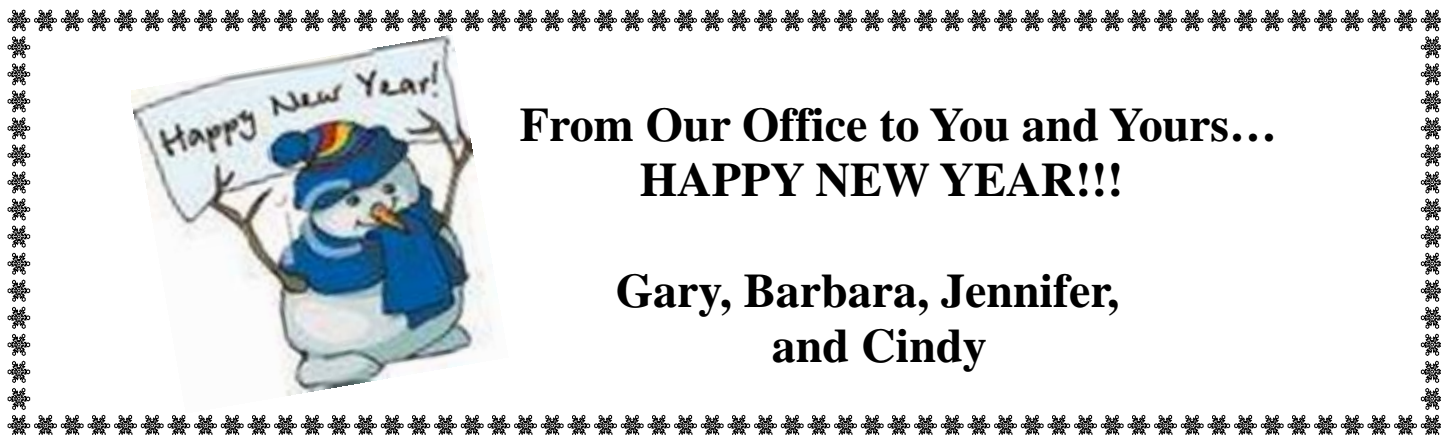 Happy New Year!
From Our Office to You and Yours…
HAPPY NEW YEAR!!!
Gary, Barbara, Jennifer,
and Cindy